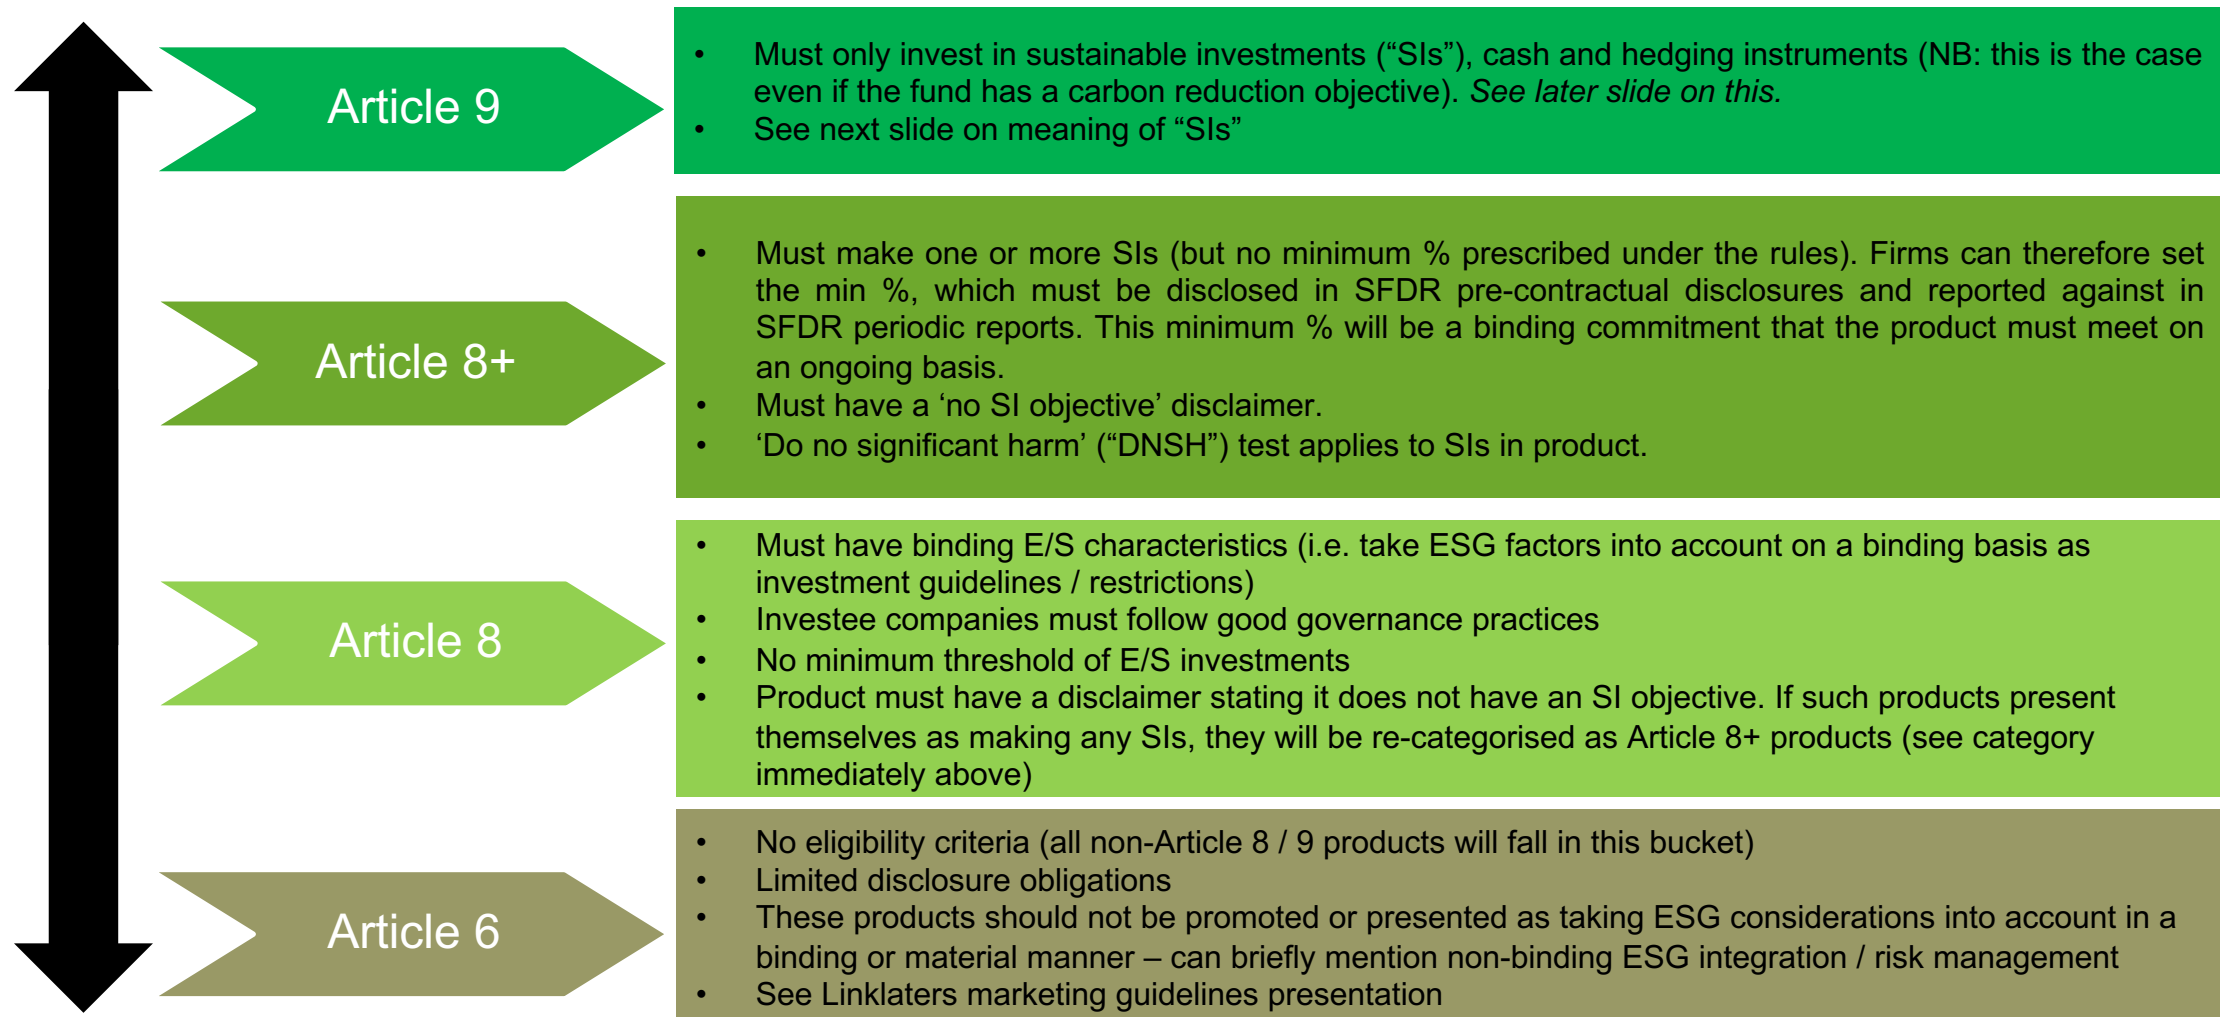 Article 9
• Must only invest in sustainable investments (“SIs”), cash and hedging instruments (NB: this is the case
even if the fund has a carbon reduction objective). See later slide on this.
• See next slide on meaning of “SIs”
Article 8+
• Must make one or more SIs (but no minimum % prescribed under the rules). Firms can therefore set
the min %, which must be disclosed in SFDR pre-contractual disclosures and reported against in
SFDR periodic reports. This minimum % will be a binding commitment that the product must meet on
an ongoing basis.
• Must have a ‘no SI objective’ disclaimer.
• ‘Do no significant harm’ (“DNSH”) test applies to SIs in product.
Article 8
• Must have binding E/S characteristics (i.e. take ESG factors into account on a binding basis as
investment guidelines / restrictions)
• Investee companies must follow good governance practices
• No minimum threshold of E/S investments
• Product must have a disclaimer stating it does not have an SI objective. If such products present
themselves as making any SIs, they will be re-categorised as Article 8+ products (see category
immediately above)
Article 6
• No eligibility criteria (all non-Article 8 / 9 products will fall in this bucket)
• Limited disclosure obligations
• These products should not be promoted or presented as taking ESG considerations into account in a
binding or material manner – can briefly mention non-binding ESG integration / risk management
• See Linklaters marketing guidelines presentation